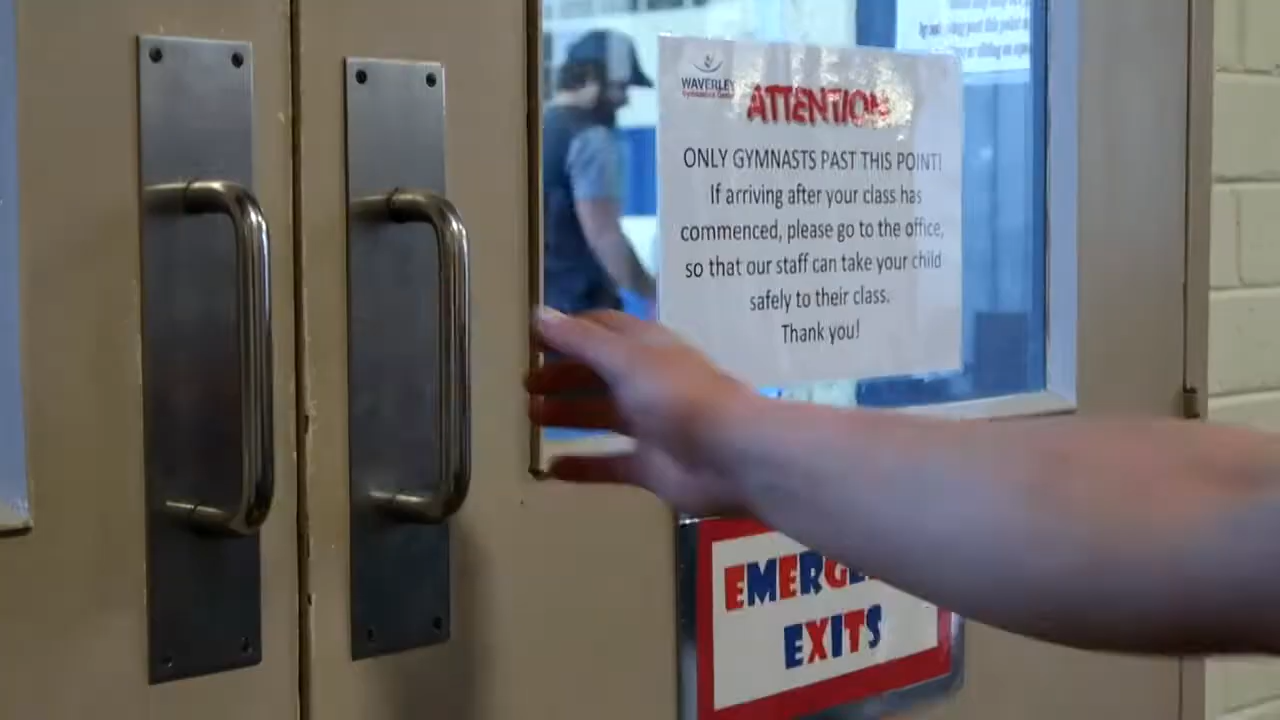 WAVERLEY
ATTENTION
ONLY GYMNASTS PAST THIS POINT!
If arriving after your class has
commenced, please go to the office,
so that our staff can take your child
safely to their class.
Thank you!
EXITS